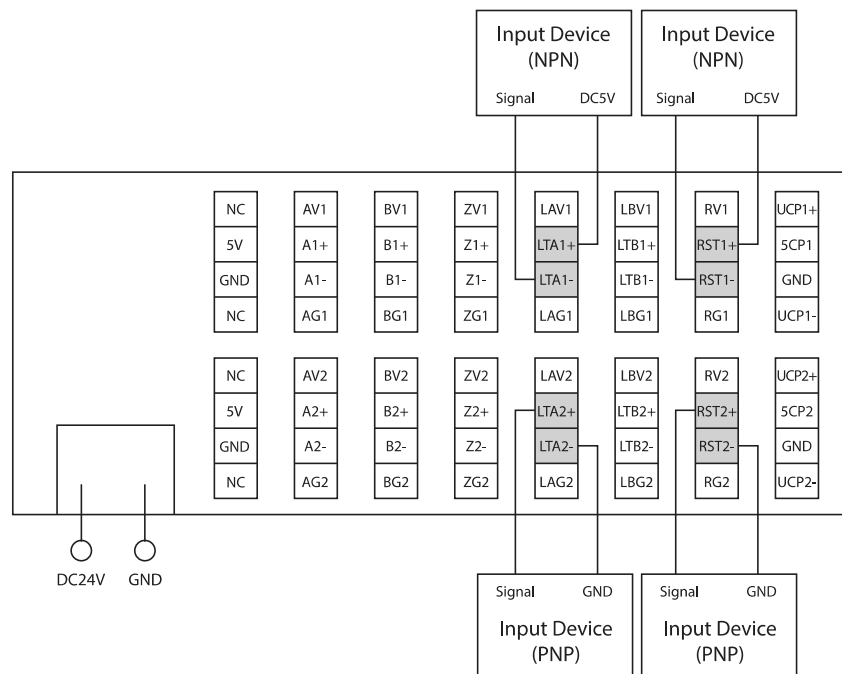 Input Device
(NPN)
Signal DC5V
Input Device
(NPN)
Signal DC5V
NC AV1 BV1 ZV1 LAV1 LBV1 RV1 UCP1+
5V A1+ B1+ Z1+ LTA1+ LTB1+ RST1+ 5CP1
GND A1- B1- Z1- LTA1- LTB1- RST1- GND
NC AG1 BG1 ZG1 LAG1 LBG1 RG1 UCP1-
NC AV2 BV2 ZV2 LAV2 LBV2 RV2 UCP2+
5V A2+ B2+ Z2+ LTA2+ LTB2+ RST2+ 5CP2
GND A2- B2- Z2- LTA2- LTB2- RST2- GND
NC AG2 BG2 ZG2 LAG2 LBG2 RG2 UCP2-
DC24V GND
Signal GND
Input Device
(PNP)
Signal GND
Input Device
(PNP)